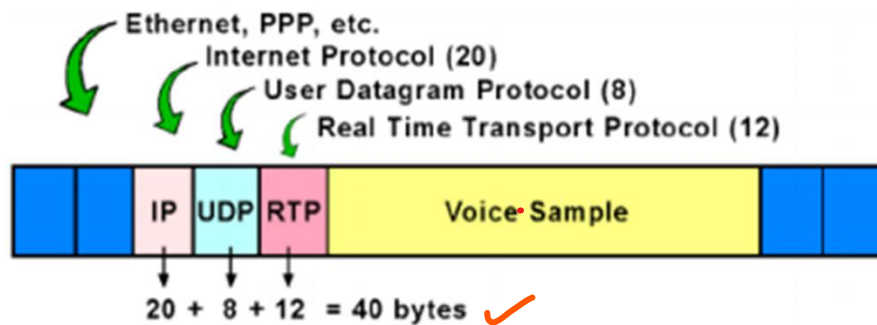 Ethernet, PPP, etc.
Internet Protocol (20)
User Datagram Protocol (8)
Real Time Transport Protocol (12)
IP UDP RTP Voice Sample
20 + 8 + 12 = 40 bytes